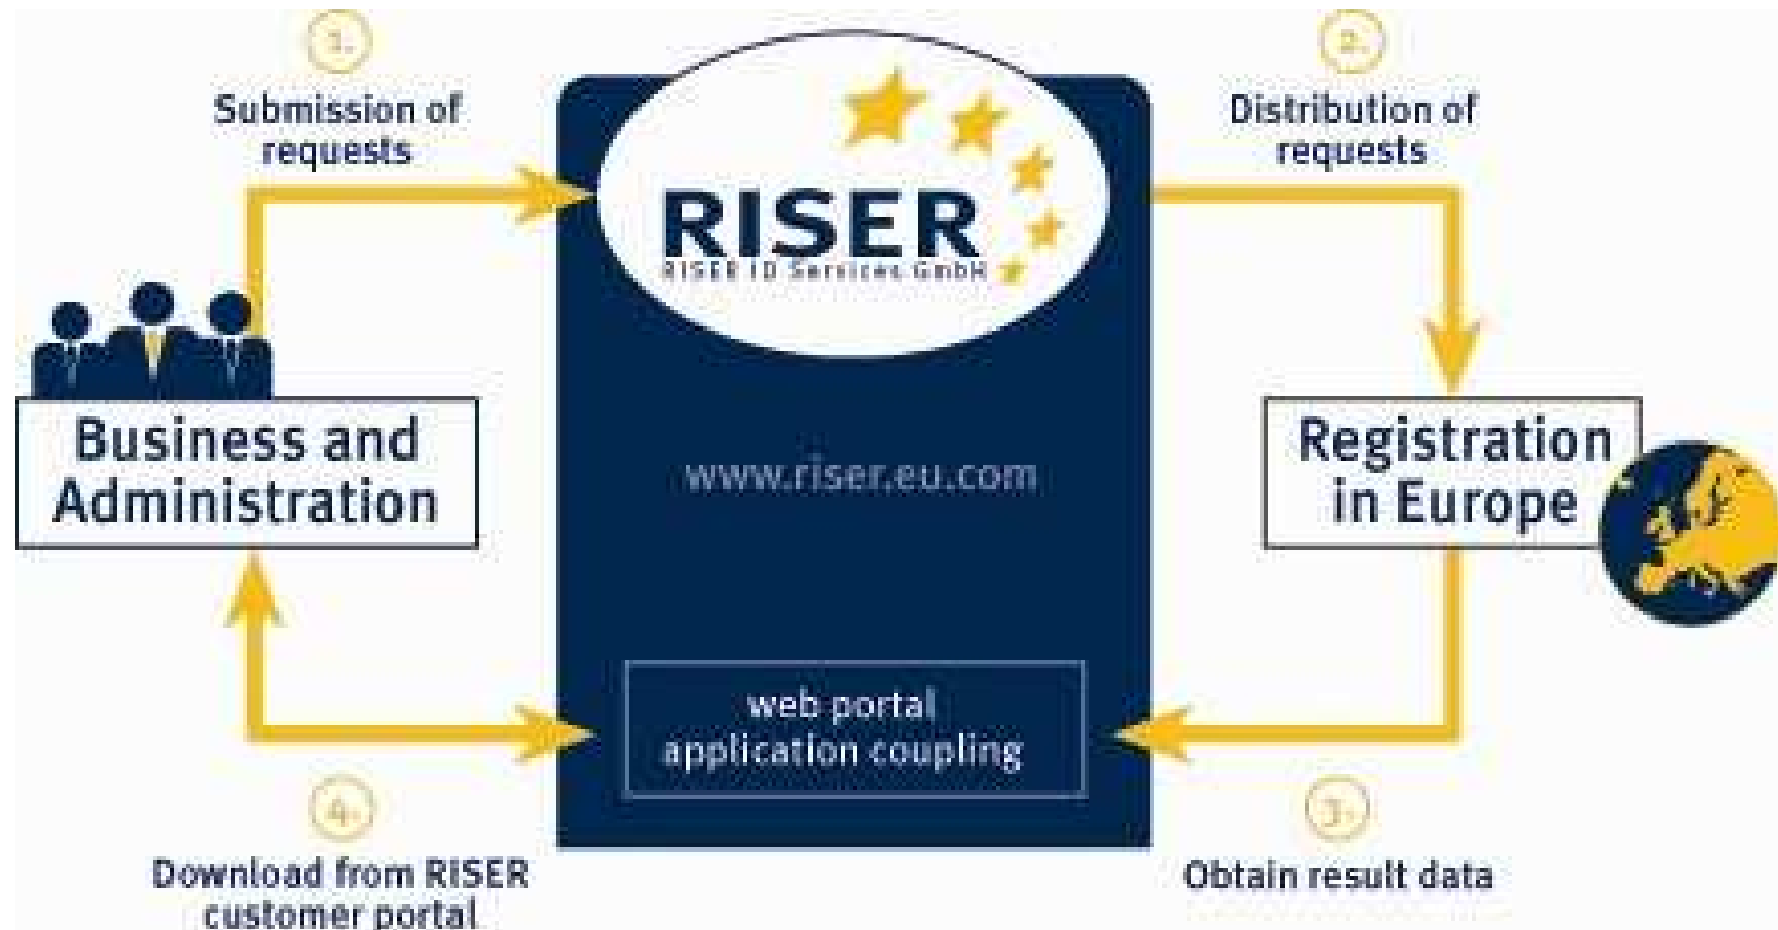 1.
Submission of
requests
2.
Distribution of
requests
RISER
RISER ID Services GmbH
Business and
Administration
www.riser.eu.com
Registration
in Europe
web portal
application coupling
4.
Download from RISER
customer portal
3.
Obtain result data